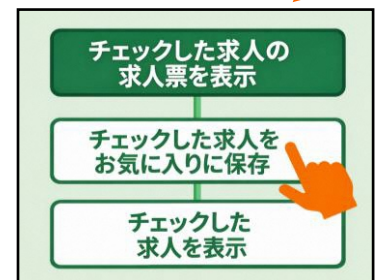 チェックした求人の
求人票を表示
チェックした求人を
お気に入りに保存
チェックした
求人を表示